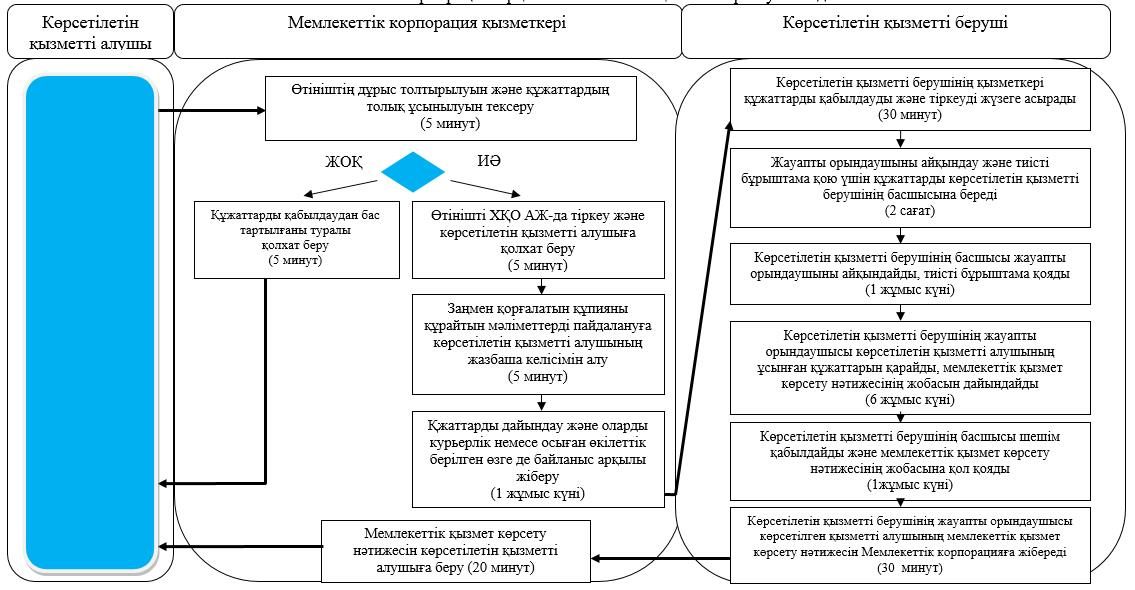 Көрсетілетін
қызметті алушы
Мемлекеттік корпорация қызметкері
Көрсетілетін қызметті беруші
Өтініштің дұрыс толтырылуын және құжаттардың
толық ұсынылуын тексеру
(5 минут)
ЖОҚ
ИӘ
Құжаттарды қабылдаудан бас
тартылғаны туралы
қолхат беру
(5 минут)
Өтінішті ХҚО АЖ-да тіркеу және
көрсетілетін қызметті алушыға
қолхат беру
(5 минут)
Заңмен қорғалатын құпияны
құрайтын мәліметтерді пайдалануға
көрсетілетін қызметті алушының
жазбаша келісімін алу
(5 минут)
Қжаттарды дайындау және оларды
курьерлік немесе осыған өкілеттік
берілген өзге де байланыс арқылы
жіберу
(1 жұмыс күні)
Мемлекеттік қызмет көрсету
нәтижесін көрсетілетін қызметті
алушыға беру (20 минут)
Көрсетілетін қызметті берушінің қызметкері
құжаттарды қабылдауды және тіркеуді жүзеге асырады
(30 минут)
Жауапты орындаушыны айқындау және тиісті
бұрыштама қою үшін құжаттарды көрсетілетін қызметті
берушінің басшысына береді
(2 сағат)
Көрсетілетін қызметті берушінің басшысы жауапты
орындаушыны айқындайды, тиісті бұрыштама қояды
(1 жұмыс күні)
Көрсетілетін қызметті берушінің жауапты
орындаушысы көрсетілетін қызметті алушының
ұсынған құжаттарын қарайды, мемлекеттік қызмет
көрсету нәтижесінің жобасын дайындайды
(6 жұмыс күні)
Көрсетілетін қызметті берушінің басшысы шешім
қабылдайды және мемлекеттік қызмет көрсету
нәтижесінің жобасына қол қояды
(1жұмыс күні)
Көрсетілетін қызметті берушінің жауапты орындаушысы
көрсетілген қызметті алушының мемлекеттік қызмет
көрсету нәтижесін Мемлекеттік корпорацияға жібереді
(30 минут)